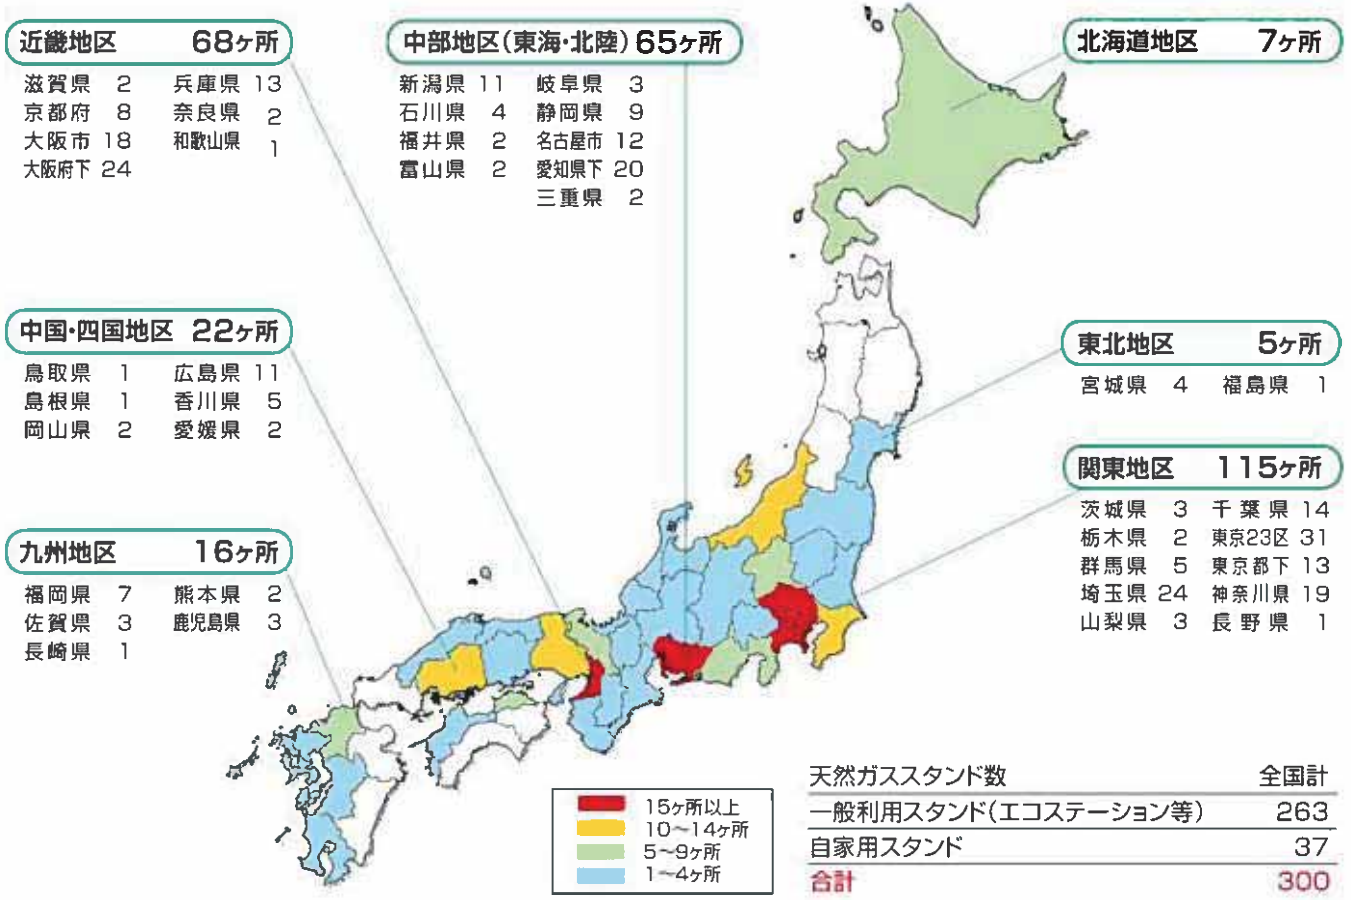 近畿地区 68ヶ所
滋賀県 2 兵庫県 13
京都府 8 奈良県 2
大阪市 18 和歌山県 1
大阪府下 24
中部地区(東海・北陸) 65ヶ所
新潟県 11 岐阜県 3
石川県 4 静岡県 9
福井県 2 名古屋市 12
富山県 2 愛知県下 20
三重県 2
北海道地区 7ヶ所
中国・四国地区 22ヶ所
鳥取県 1 広島県 11
島根県 1 香川県 5
岡山県 2 愛媛県 2
東北地区 5ヶ所
宮城県 4 福島県 1
関東地区 115ヶ所
茨城県 3 千葉県 14
栃木県 2 東京23区 31
群馬県 5 東京都下 13
埼玉県 24 神奈川県 19
山梨県 3 長野県 1
九州地区 16ヶ所
福岡県 7 熊本県 2
佐賀県 3 鹿児島県 3
長崎県 1
15ヶ所以上
10～14ヶ所
5～9ヶ所
1～4ヶ所
天然ガススタンド数 全国計
一般利用スタンド(エコステーション等) 263
自家用スタンド 37
合計 300